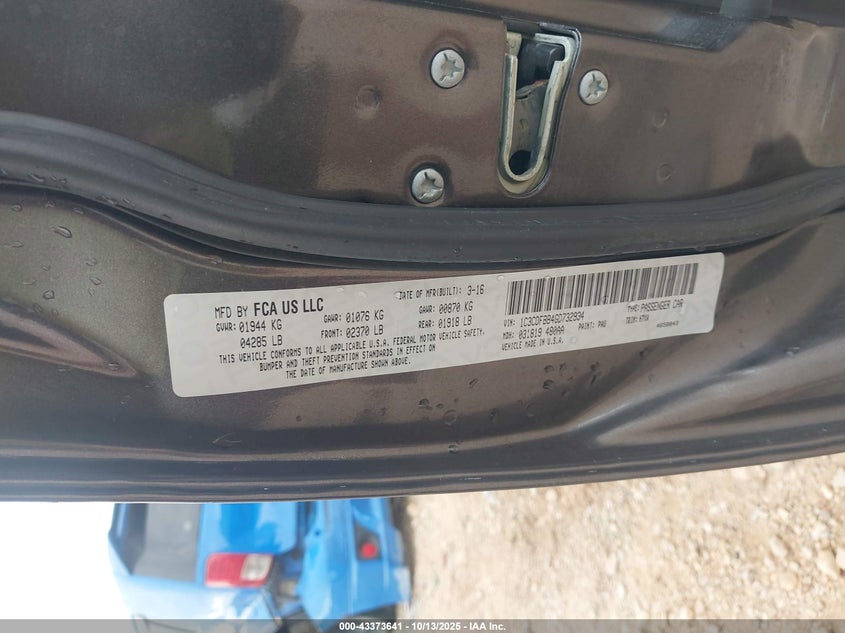 MFD BY FCA US LLC
DATE OF MFR(BUILT): 3-16
GVWR: 01944 KG
04285 LB
GAWR: 01076 KG
FRONT: 02370 LB
GAWR: 00870 KG
REAR: 01918 LB
THIS VEHICLE CONFORMS TO ALL APPLICABLE U.S.A. FEDERAL MOTOR VEHICLE SAFETY,
BUMPER AND THEFT PREVENTION STANDARDS IN EFFECT ON
THE DATE OF MANUFACTURE SHOWN ABOVE.
VIN: 1C3CDFBB4GD732934
TYPE: PASSENGER CAR
MDH: 031819 480AA
PAINT: PAU
TRIM:
VEHICLE MADE IN U.S.A.
000-43373641 - 10/13/2025 - IAA Inc.